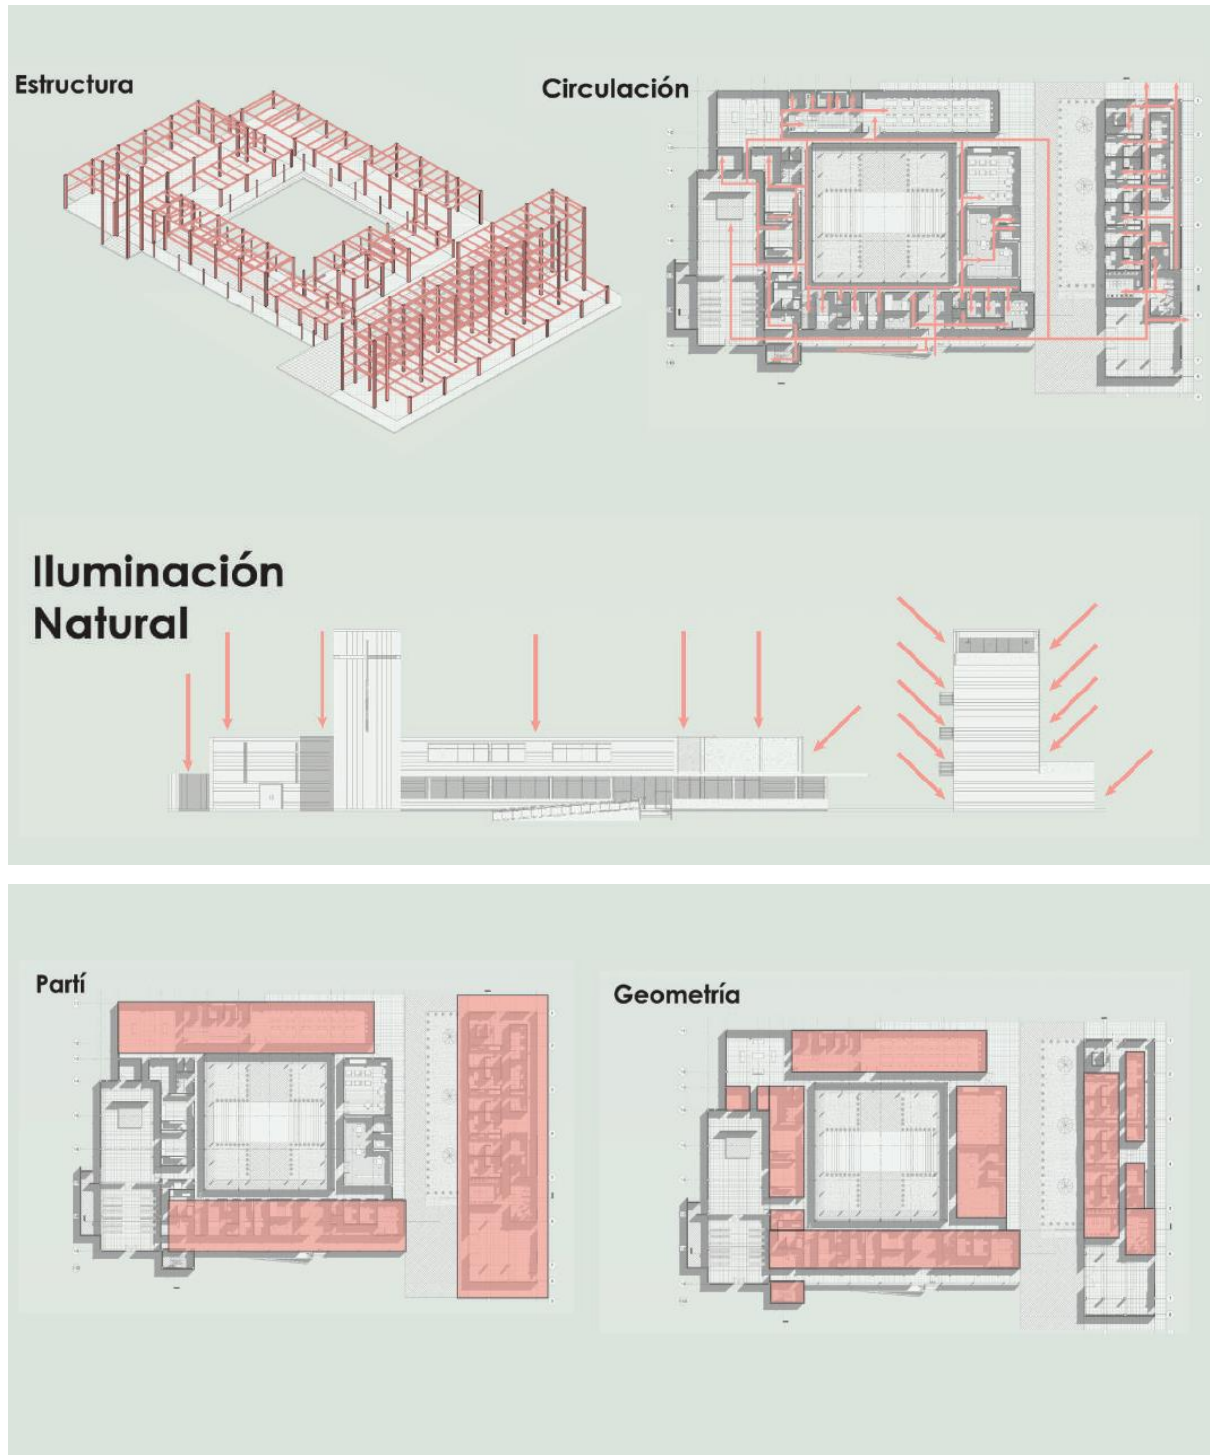 Estructura
Circulación
Iluminación
Natural
Partí
Geometría